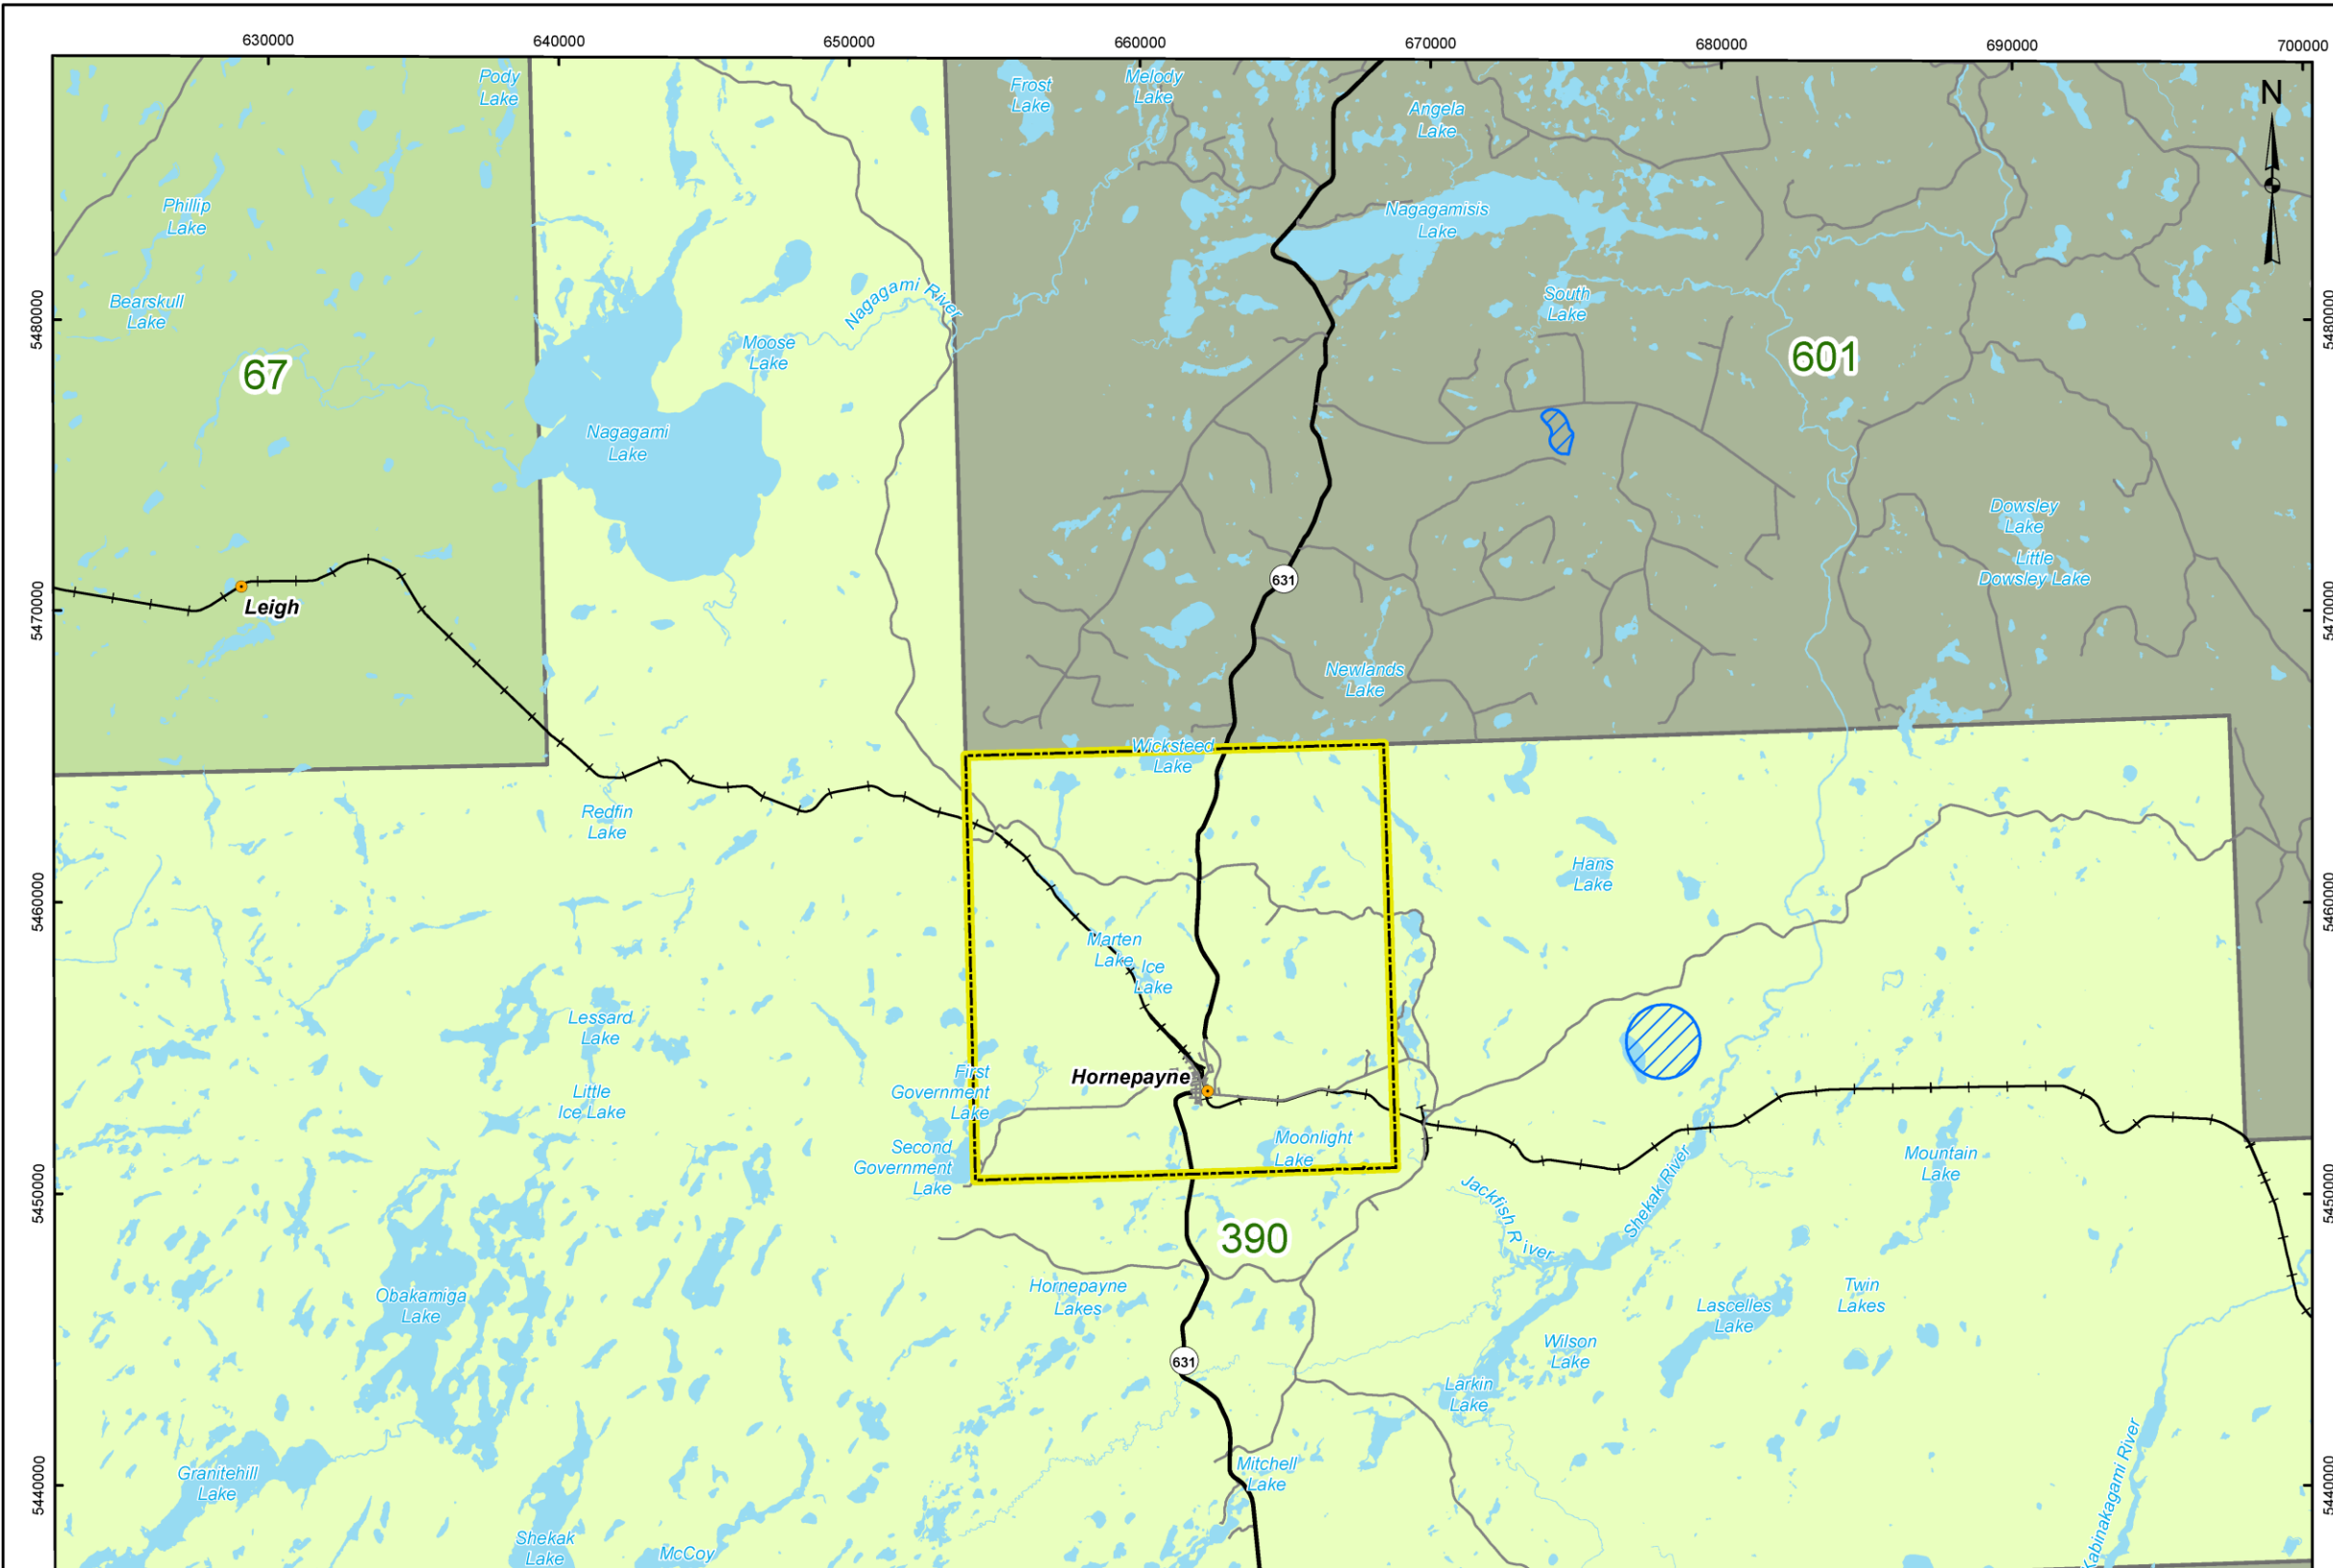 630000
640000
650000
660000
670000
680000
690000
700000
N
Pody
Lake
Frost
Lake
Melody
Lake
Angela
Lake
Phillip
Lake
Nagagamisis
Lake
Bearskull
Lake
Nagagami River
South
Lake
5480000
5480000
Moose
Lake
67
601
Nagagami
Lake
Dowsley
Lake
Little
Dowsley Lake
631
Leigh
5470000
5470000
Newlands
Lake
Wicksteed
Lake
Redfin
Lake
Hans
Lake
5460000
5460000
Marten
Lake
Ice
Lake
Lessard
Lake
Hornepayne
First
Government
Lake
Little
Ice Lake
Second
Government
Lake
Moonlight
Lake
Mountain
Lake
5450000
5450000
Jackfish River
Shekak River
390
Hornepayne
Lakes
Obakamiga
Lake
Lascelles
Lake
Twin
Lakes
Wilson
Lake
631
Larkin
Lake
Granitehill
Lake
Mitchell
Lake
Kabinakagami River
5440000
5440000
Shekak
Lake
McCoy